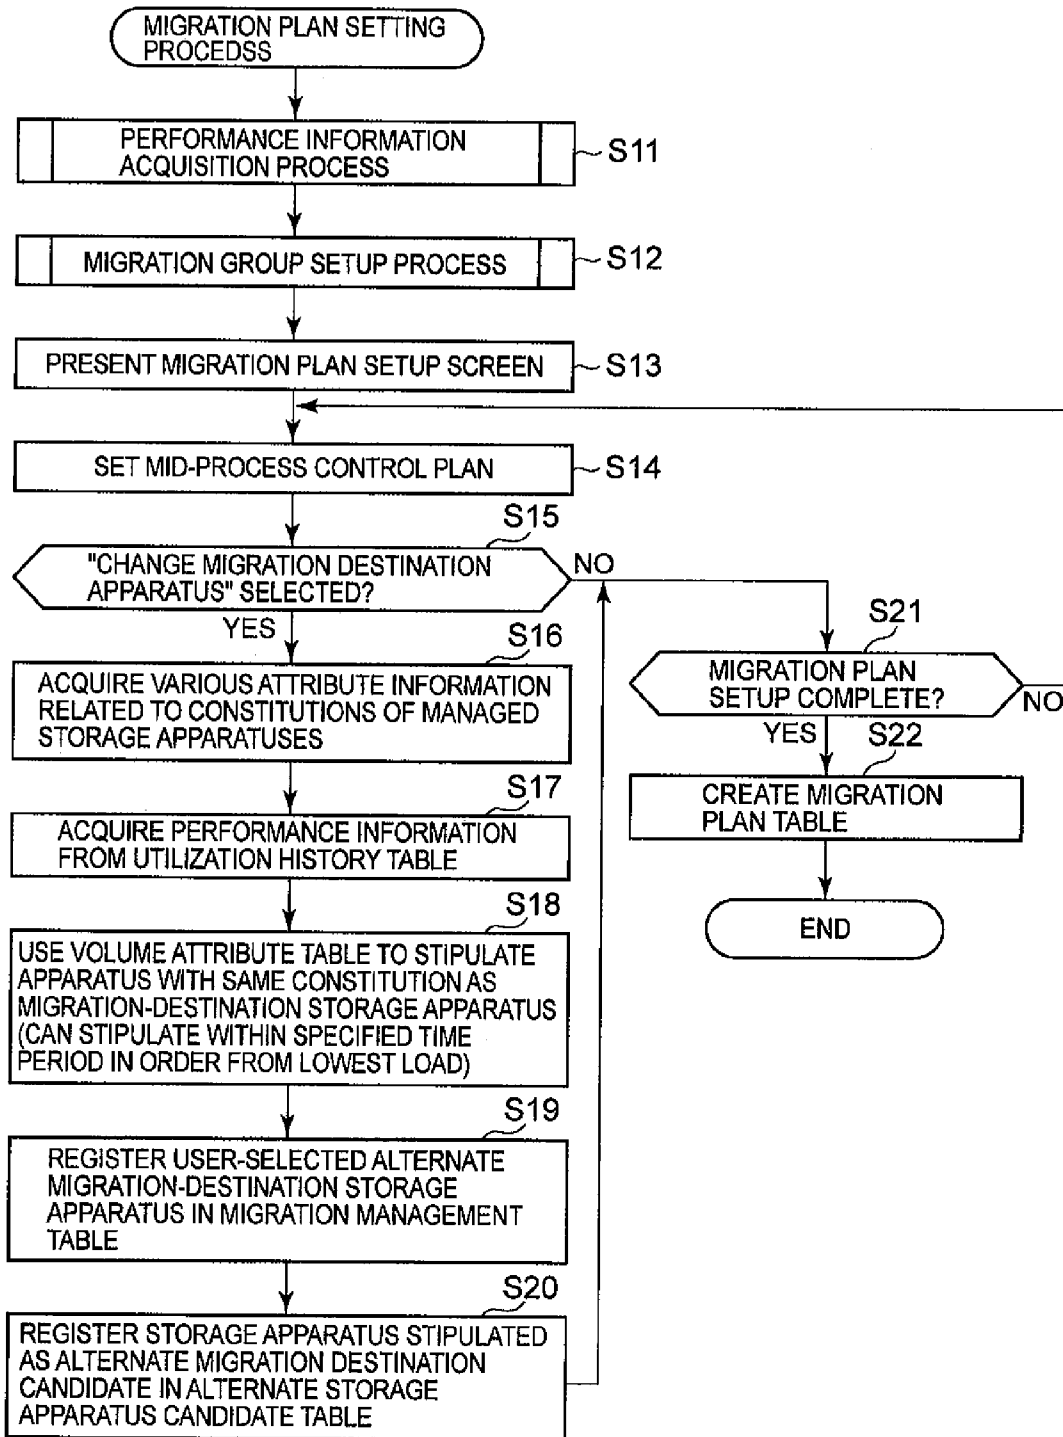 MIGRATION PLAN SETTING
PROCEDSS
PERFORMANCE INFORMATION
ACQUISITION PROCESS
S11
MIGRATION GROUP SETUP PROCESS
S12
PRESENT MIGRATION PLAN SETUP SCREEN
S13
SET MID-PROCESS CONTROL PLAN
S14
S15
"CHANGE MIGRATION DESTINATION
APPARATUS" SELECTED?
NO
YES
S16
ACQUIRE VARIOUS ATTRIBUTE INFORMATION
RELATED TO CONSTITUTIONS OF MANAGED
STORAGE APPARATUSES
S17
ACQUIRE PERFORMANCE INFORMATION
FROM UTILIZATION HISTORY TABLE
S18
USE VOLUME ATTRIBUTE TABLE TO STIPULATE
APPARATUS WITH SAME CONSTITUTION AS
MIGRATION-DESTINATION STORAGE APPARATUS
(CAN STIPULATE WITHIN SPECIFIED TIME
PERIOD IN ORDER FROM LOWEST LOAD)
S19
REGISTER USER-SELECTED ALTERNATE
MIGRATION-DESTINATION STORAGE
APPARATUS IN MIGRATION MANAGEMENT
TABLE
S20
REGISTER STORAGE APPARATUS STIPULATED
AS ALTERNATE MIGRATION DESTINATION
CANDIDATE IN ALTERNATE STORAGE
APPARATUS CANDIDATE TABLE
S21
MIGRATION PLAN
SETUP COMPLETE?
NO
YES
S22
CREATE MIGRATION
PLAN TABLE
END